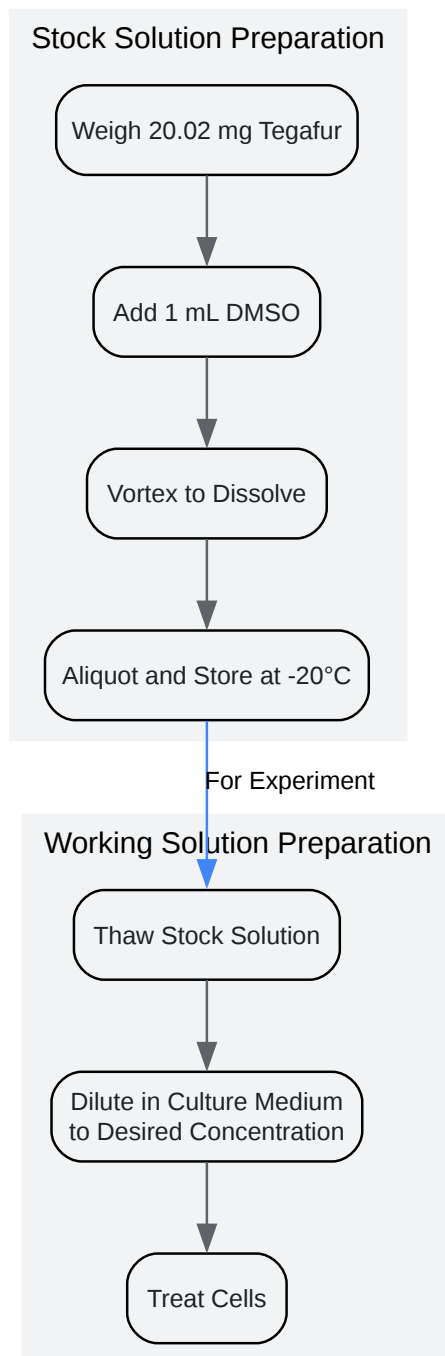 Stock Solution Preparation
Weigh 20.02 mg Tegafur
Add 1 mL DMSO
Vortex to Dissolve
Aliquot and Store at -20°C
For Experiment
Working Solution Preparation
Thaw Stock Solution
Dilute in Culture Medium
to Desired Concentration
Treat Cells